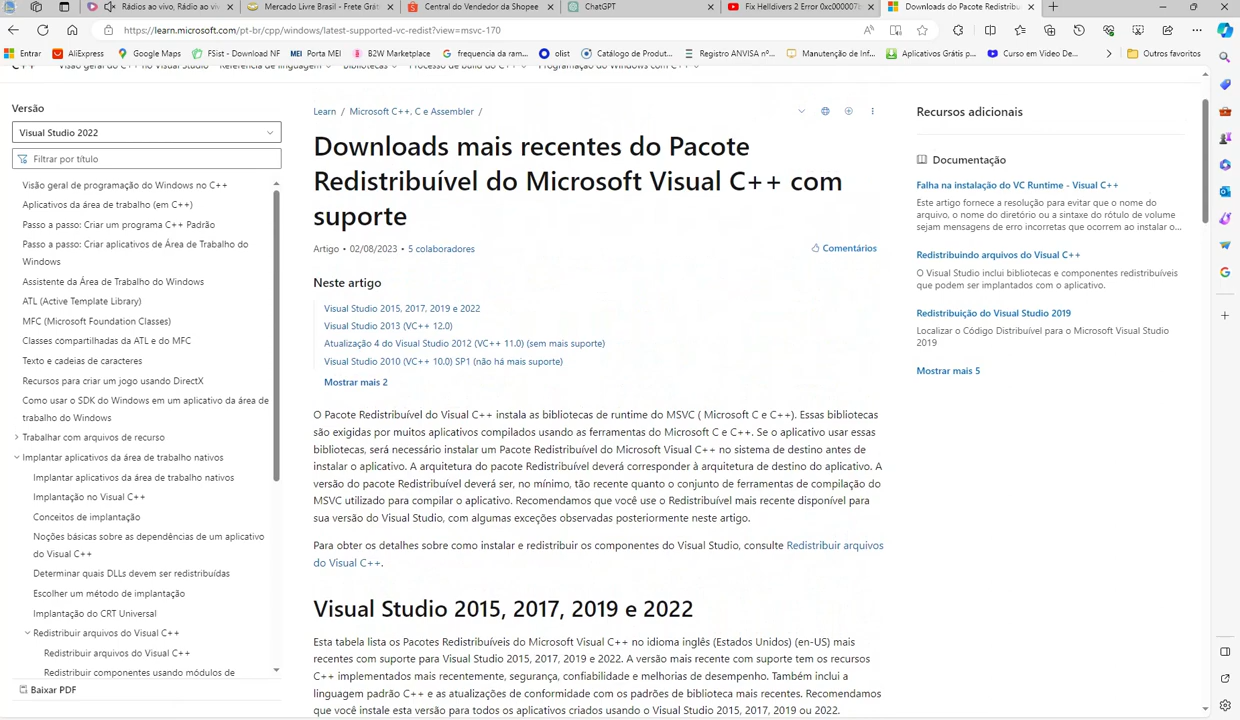 Rádios ao vivo, Rádio ao viv
Mercado Livre Brasil - Frete Grát
Central do Vendedor da Shopee
ChatGPT
Fix Helldivers 2 Error 0xc000007b
Downloads do Pacote Redistribuí
https://learn.microsoft.com/pt-br/cpp/windows/latest-supported-vc-redist?view=msvc-170
Entrar
AliExpress
Google Maps
FSist - Download NF
MEI Porta MEI
B2W Marketplace
frequencia da ram...
olist
Catálogo de Produt...
Registro ANVISA nº...
Manutenção de Imp...
Aplicativos Grátis p...
Curso em Video De...
Outros favoritos
C++ Visão geral do C++ no Visual Studio Referência de linguagem Bibliotecas Processo de build do C++ Programação do Windows com C++
Versão
Visual Studio 2022
Filtrar por título
Visão geral de programação do Windows no C++
Aplicativos da área de trabalho (em C++)
Passo a passo: Criar um programa C++ Padrão
Passo a passo: Criar aplicativos de Área de Trabalho do
Windows
Assistente da Área de Trabalho do Windows
ATL (Active Template Library)
MFC (Microsoft Foundation Classes)
Classes compartilhadas da ATL e do MFC
Texto e cadeias de caracteres
Recursos para criar um jogo usando DirectX
Como usar o SDK do Windows em um aplicativo da área de
trabalho do Windows
Trabalhar com arquivos de recurso
Implantar aplicativos da área de trabalho nativos
Implantar aplicativos da área de trabalho nativos
Implantação no Visual C++
Conceitos de implantação
Noções básicas sobre as dependências de um aplicativo
do Visual C++
Determinar quais DLLs devem ser redistribuídas
Escolher um método de implantação
Implantação do CRT Universal
Redistribuir arquivos do Visual C++
Redistribuir arquivos do Visual C++
Redistribuir componentes usando módulos de
Baixar PDF
Learn / Microsoft C++, C e Assembler /
Downloads mais recentes do Pacote
Redistribuível do Microsoft Visual C++ com
suporte
Artigo • 02/08/2023 • 5 colaboradores
Comentários
Neste artigo
Visual Studio 2015, 2017, 2019 e 2022
Visual Studio 2013 (VC++ 12.0)
Atualização 4 do Visual Studio 2012 (VC++ 11.0) (sem mais suporte)
Visual Studio 2010 (VC++ 10.0) SP1 (não há mais suporte)
Mostrar mais 2
O Pacote Redistribuível do Visual C++ instala as bibliotecas de runtime do MSVC ( Microsoft C e C++). Essas bibliotecas
são exigidas por muitos aplicativos compilados usando as ferramentas do Microsoft C e C++. Se o aplicativo usar essas
bibliotecas, será necessário instalar um Pacote Redistribuível do Microsoft Visual C++ no sistema de destino antes de
instalar o aplicativo. A arquitetura do pacote Redistribuível deverá corresponder à arquitetura de destino do aplicativo. A
versão do pacote Redistribuível deverá ser, no mínimo, tão recente quanto o conjunto de ferramentas de compilação do
MSVC utilizado para compilar o aplicativo. Recomendamos que você use o Redistribuível mais recente disponível para
sua versão do Visual Studio, com algumas exceções observadas posteriormente neste artigo.
Para obter os detalhes sobre como instalar e redistribuir os componentes do Visual Studio, consulte Redistribuir arquivos
do Visual C++.
Visual Studio 2015, 2017, 2019 e 2022
Esta tabela lista os Pacotes Redistribuíveis do Microsoft Visual C++ no idioma inglês (Estados Unidos) (en-US) mais
recentes com suporte para Visual Studio 2015, 2017, 2019 e 2022. A versão mais recente com suporte tem os recursos
C++ implementados mais recentemente, segurança, confiabilidade e melhorias de desempenho. Também inclui a
linguagem padrão C++ e as atualizações de conformidade com os padrões de biblioteca mais recentes. Recomendamos
que você instale esta versão para todos os aplicativos criados usando o Visual Studio 2015, 2017, 2019 ou 2022.
Recursos adicionais
Documentação
Falha na instalação do VC Runtime - Visual C++
Este artigo fornece a resolução para evitar que o nome do
arquivo, o nome do diretório ou a sintaxe do rótulo de volume
sejam mensagens de erro incorretas que ocorrem ao instalar o...
Redistribuindo arquivos do Visual C++
O Visual Studio inclui bibliotecas e componentes redistribuíveis
que podem ser implantados com o aplicativo.
Redistribuição do Visual Studio 2019
Localizar o Código Distribuível para o Microsoft Visual Studio
2019
Mostrar mais 5